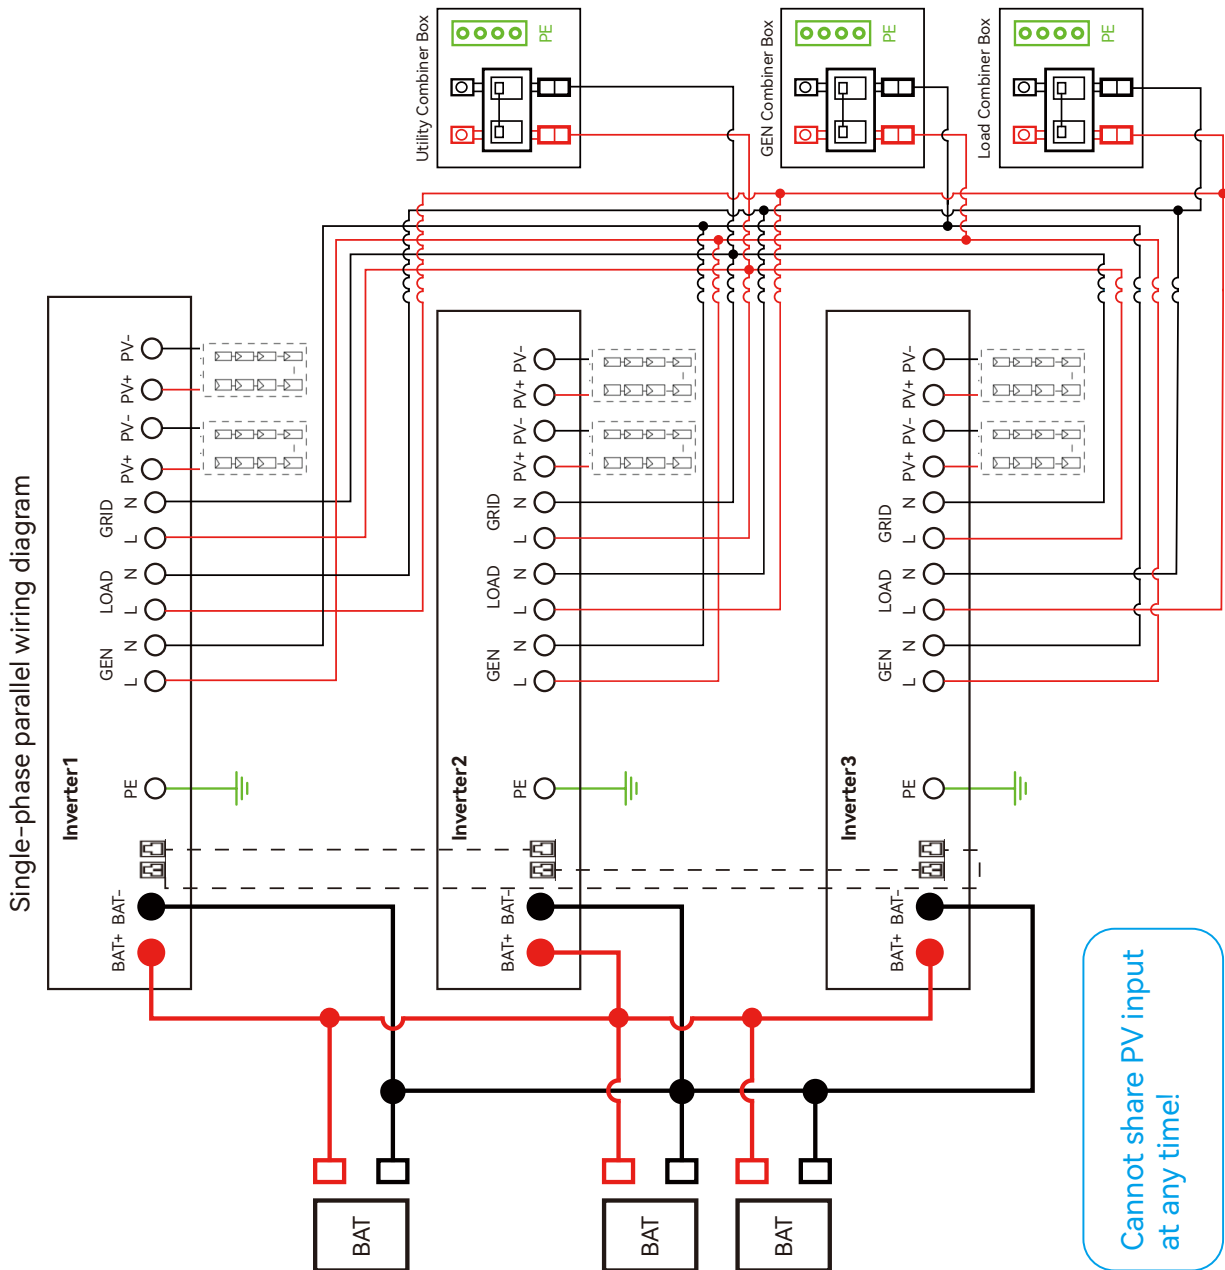 Single-phase parallel wiring diagram
Utility Combiner Box
PE
GEN Combiner Box
PE
Load Combiner Box
PE
Inverter1
BAT+
BAT-
PE
GEN
L
N
LOAD
L
N
GRID
L
N
PV+
PV-
PV+
PV-
Inverter2
BAT+
BAT-
PE
GEN
L
N
LOAD
L
N
GRID
L
N
PV+
PV-
PV+
PV-
Inverter3
BAT+
BAT-
PE
GEN
L
N
LOAD
L
N
GRID
L
N
PV+
PV-
PV+
PV-
BAT
BAT
BAT
Cannot share PV input
at any time!